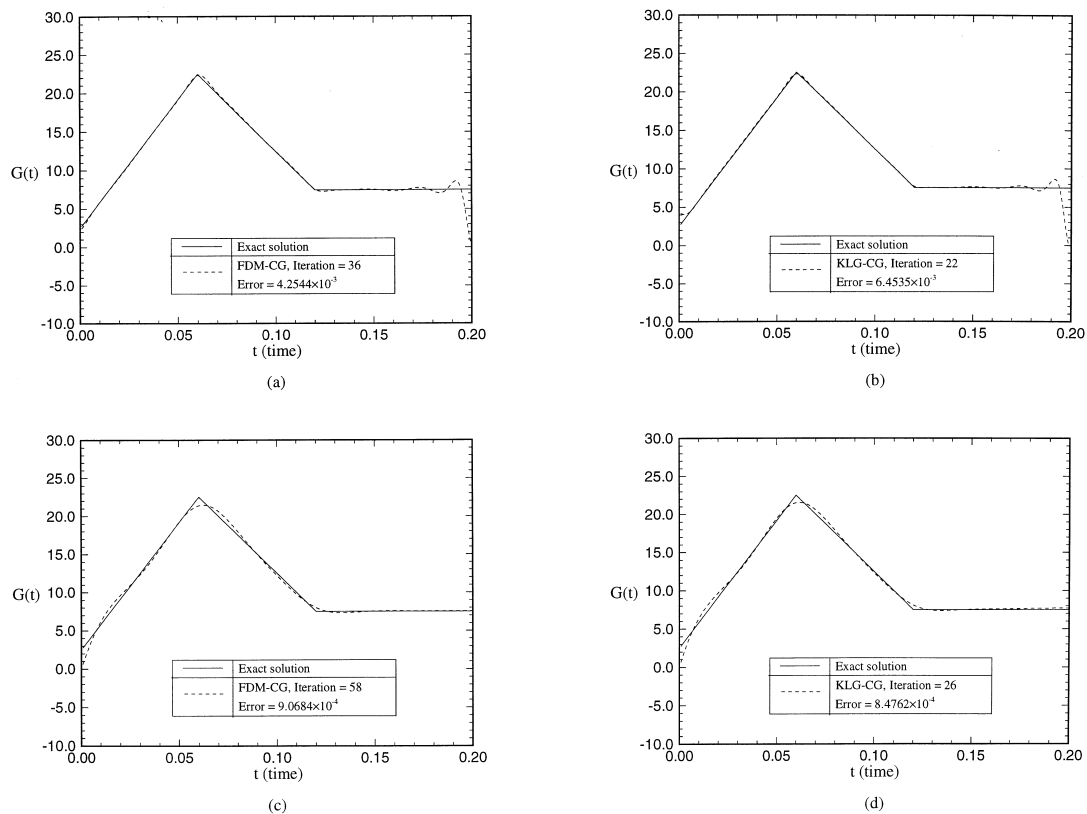 30.0
25.0
20.0
15.0
G(t)
10.0
5.0
0.0
-10.0
0.00 0.05 0.10 0.15 0.20
t (time)
Exact solution
FDM-CG, Iteration = 36
Error = 4.2544×10⁻³
(a)
30.0
25.0
20.0
15.0
G(t)
10.0
5.0
0.0
-10.0
0.00 0.05 0.10 0.15 0.20
t (time)
Exact solution
KLG-CG, Iteration = 22
Error = 6.4535×10⁻³
(b)
30.0
25.0
20.0
15.0
G(t)
10.0
5.0
0.0
-5.0
-10.0
0.00 0.05 0.10 0.15 0.20
t (time)
Exact solution
FDM-CG, Iteration = 58
Error = 9.0684×10⁻⁴
(c)
30.0
25.0
20.0
15.0
G(t)
10.0
5.0
0.0
-5.0
-10.0
0.00 0.05 0.10 0.15 0.20
t (time)
Exact solution
KLG-CG, Iteration = 26
Error = 8.4762×10⁻⁴
(d)